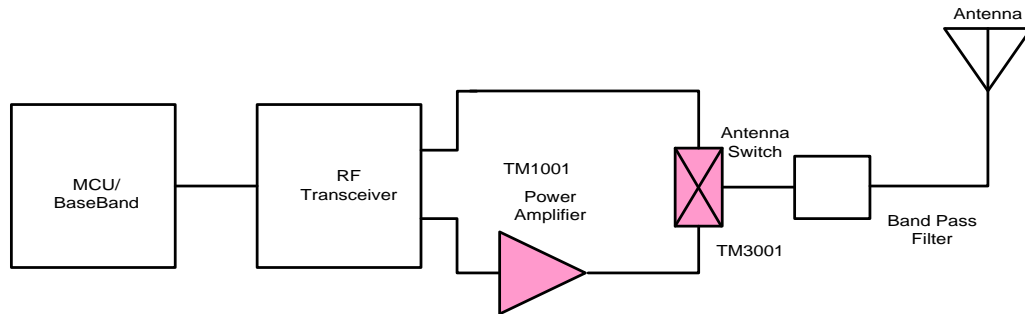 Antenna
MCU/
BaseBand
RF
Transceiver
TM1001
Power
Amplifier
Antenna
Switch
TM3001
Band Pass
Filter